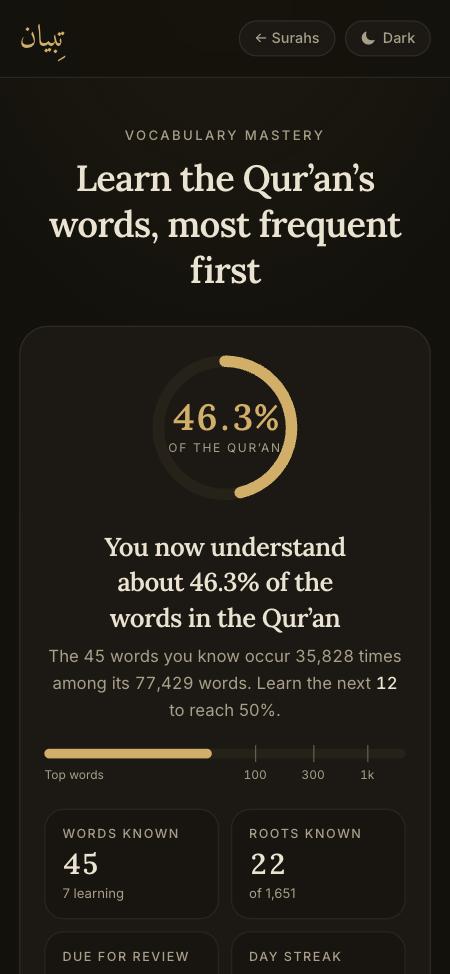 تِبيان
← Surahs
Dark
VOCABULARY MASTERY
Learn the Qur’an’s
words, most frequent
first
46.3%
OF THE QUR’AN
You now understand
about 46.3% of the
words in the Qur’an
The 45 words you know occur 35,828 times
among its 77,429 words. Learn the next 12
to reach 50%.
Top words 100 300 1k
WORDS KNOWN ROOTS KNOWN
45 22
7 learning of 1,651
DUE FOR REVIEW DAY STREAK